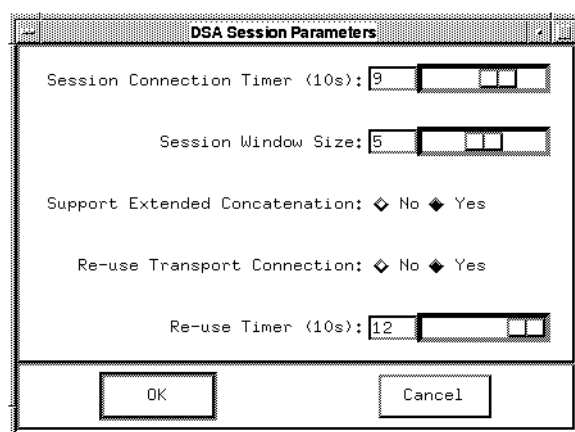 DSA Session Parameters
Session Connection Timer (10s): 9
Session Window Size: 5
Support Extended Concatenation: No Yes
Re-use Transport Connection: No Yes
Re-use Timer (10s): 12
OK Cancel